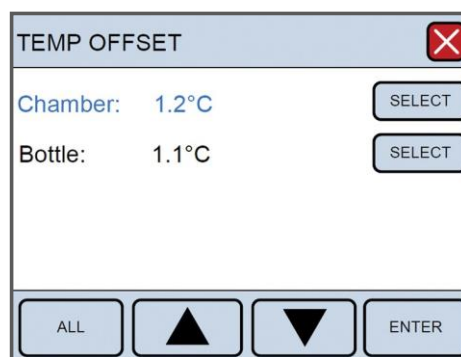 TEMP OFFSET
Chamber: 1.2°C SELECT
Bottle: 1.1°C SELECT
ALL ENTER